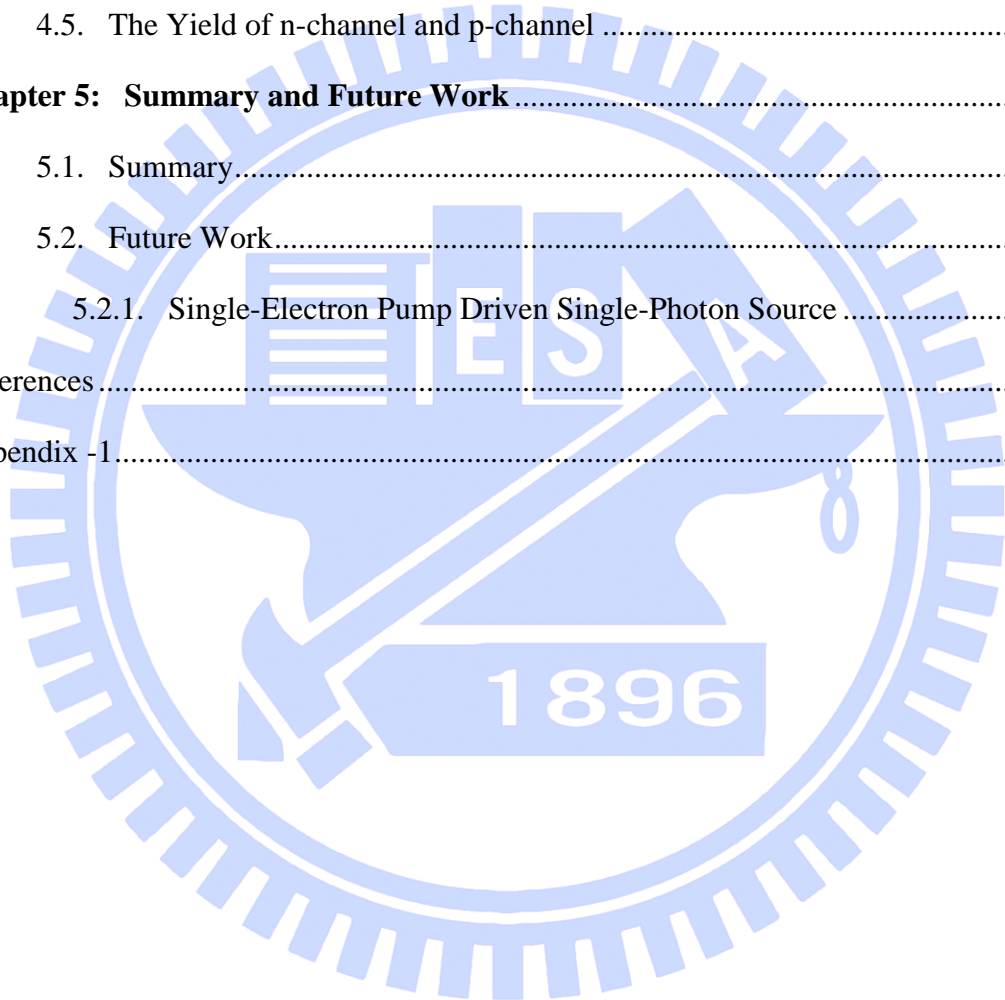 4.5. The Yield of n-channel and p-channel ........................................
apter 5: Summary and Future Work ........................................
5.1. Summary ........................................
5.2. Future Work ........................................
5.2.1. Single-Electron Pump Driven Single-Photon Source ....................
erences ........................................
pendix -1 ........................................
ESA
1896